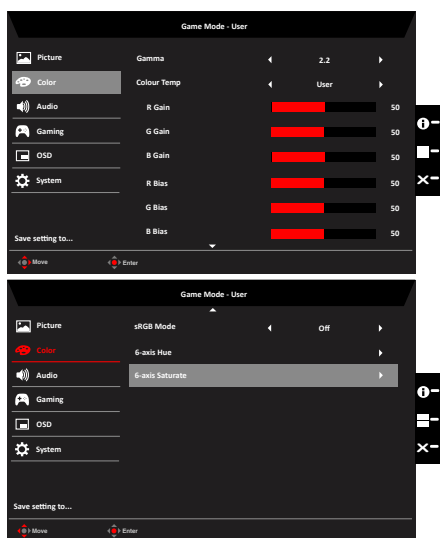 Game Mode - User
Picture
Gamma 2.2
Color
Colour Temp User
Audio
R Gain 50
Gaming
G Gain 50
OSD
B Gain 50
System
R Bias 50
G Bias 50
B Bias 50
Save setting to...
Move Enter
Game Mode - User
Picture
sRGB Mode Off
Color
6-axis Hue
Audio
6-axis Saturate
Gaming
OSD
System
Save setting to...
Move Enter